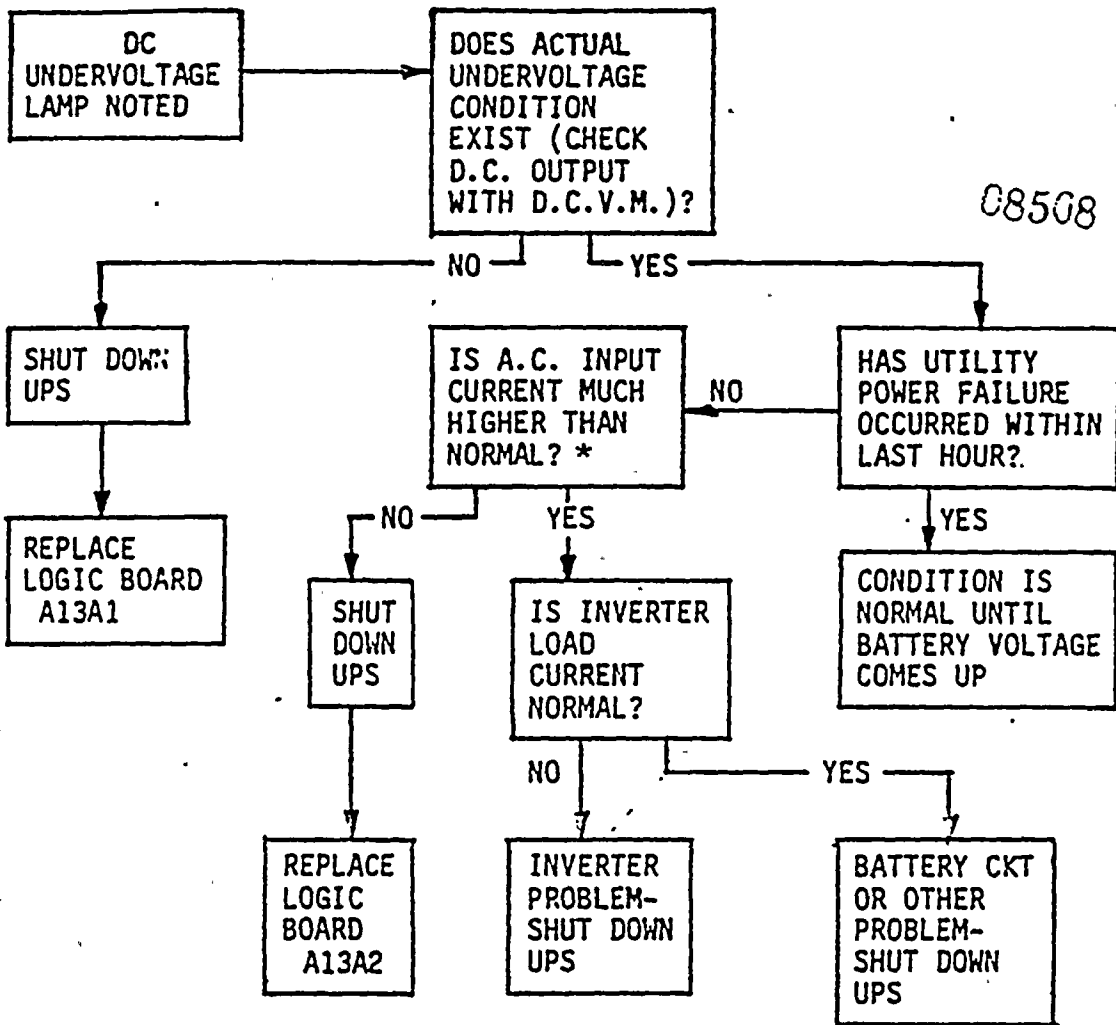 DC
UNDERVOLTAGE
LAMP NOTED
DOES ACTUAL
UNDERVOLTAGE
CONDITION
EXIST (CHECK
D.C. OUTPUT
WITH D.C.V.M.)?
08508
NO
YES
SHUT DOWN
UPS
IS A.C. INPUT
CURRENT MUCH
HIGHER THAN
NORMAL? *
NO
HAS UTILITY
POWER FAILURE
OCCURRED WITHIN
LAST HOUR?
REPLACE
LOGIC BOARD
A13A1
NO
YES
YES
SHUT
DOWN
UPS
IS INVERTER
LOAD
CURRENT
NORMAL?
CONDITION IS
NORMAL UNTIL
BATTERY VOLTAGE
COMES UP
NO
YES
REPLACE
LOGIC
BOARD
A13A2
INVERTER
PROBLEM-
SHUT DOWN
UPS
BATTERY CKT
OR OTHER
PROBLEM-
SHUT DOWN
UPS